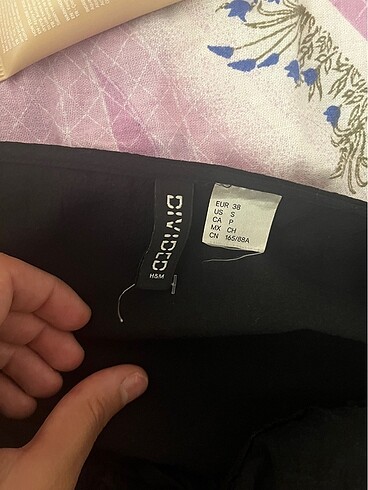 DIVIDED
H&M
EUR 38
US S
CA P
MX CH
CN 165/88A